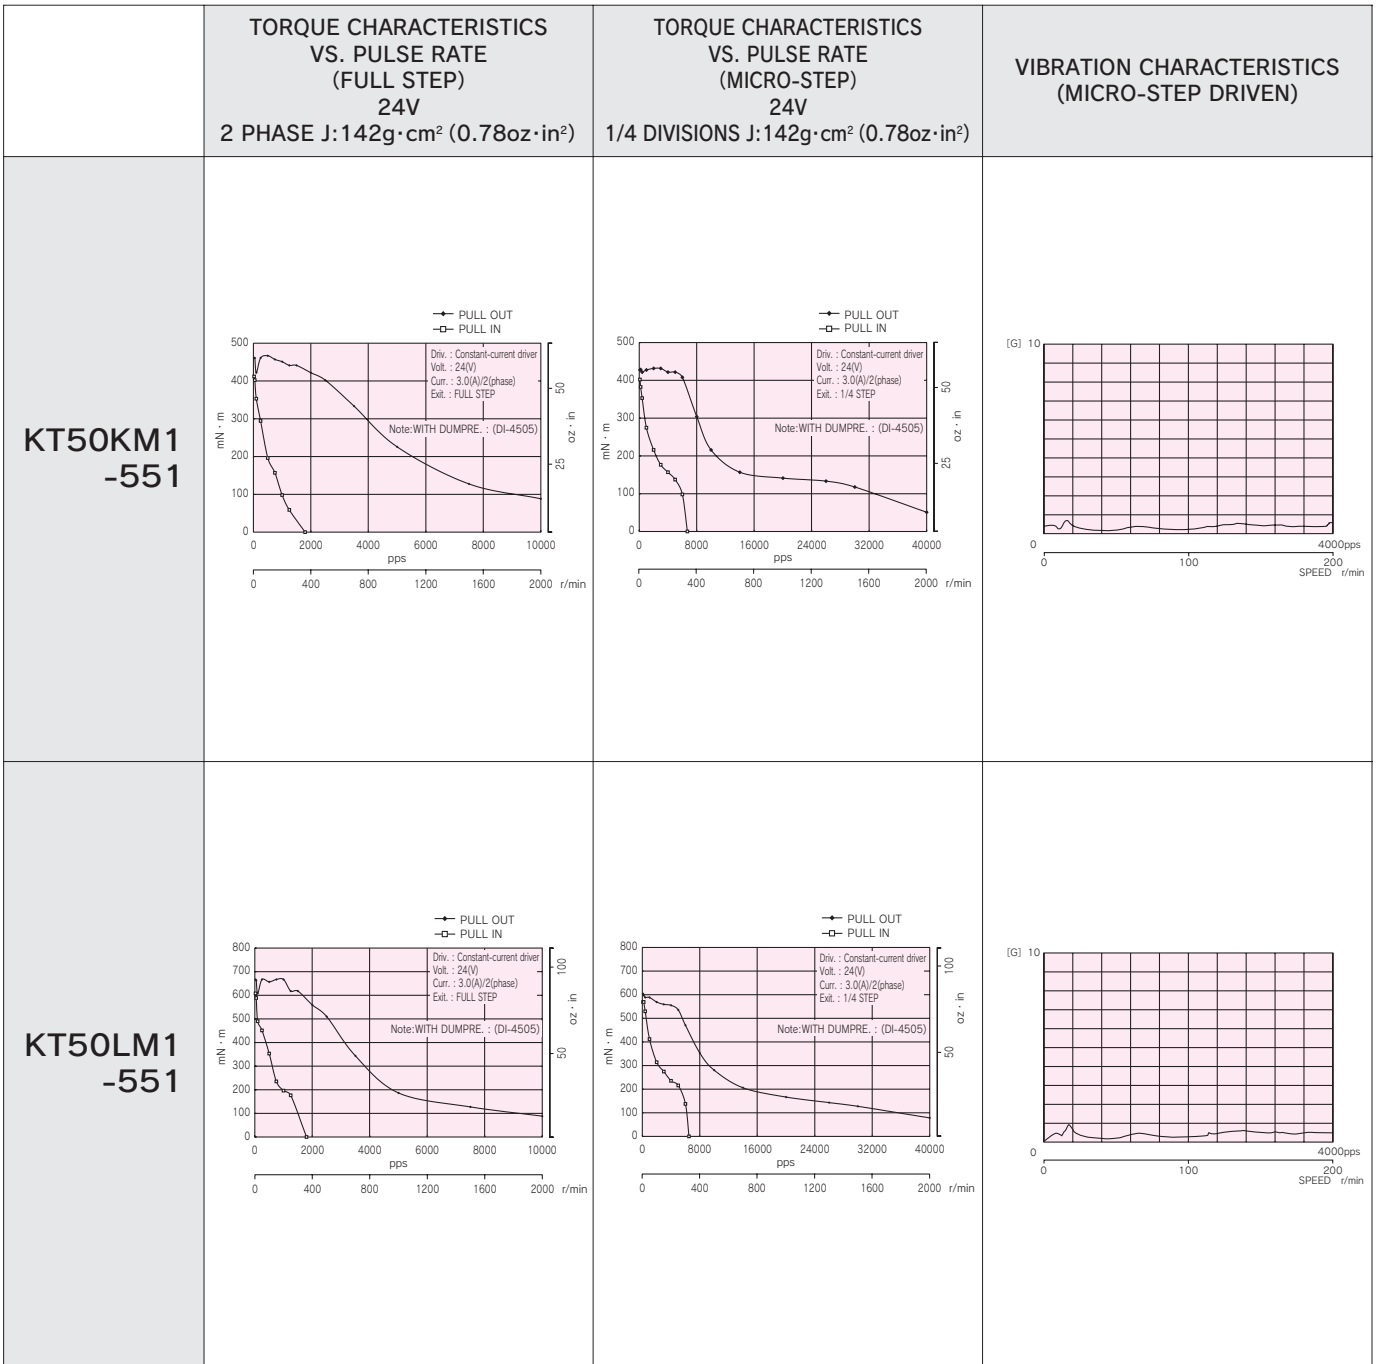 TORQUE CHARACTERISTICS
VS. PULSE RATE
(FULL STEP)
24V
2 PHASE J:142g·cm² (0.78oz·in²)
TORQUE CHARACTERISTICS
VS. PULSE RATE
(MICRO-STEP)
24V
1/4 DIVISIONS J:142g·cm² (0.78oz·in²)
VIBRATION CHARACTERISTICS
(MICRO-STEP DRIVEN)
KT50KM1
-551
PULL OUT
PULL IN
500
400
300
200
100
0
mN · m
Driv. : Constant-current driver
Volt. : 24(V)
Curr. : 3.0(A)/2(phase)
Exit. : FULL STEP
Note:WITH DUMPRE. : (DI-4505)
50
25
oz · in
0 2000 4000 6000 8000 10000
pps
0 400 800 1200 1600 2000 r/min
PULL OUT
PULL IN
500
400
300
200
100
0
mN · m
Driv. : Constant-current driver
Volt. : 24(V)
Curr. : 3.0(A)/2(phase)
Exit. : 1/4 STEP
Note:WITH DUMPRE. : (DI-4505)
50
25
oz · in
0 8000 16000 24000 32000 40000
pps
0 400 800 1200 1600 2000 r/min
[G] 10
0 4000pps
0 100 200
SPEED r/min
KT50LM1
-551
PULL OUT
PULL IN
800
700
600
500
400
300
200
100
0
mN · m
Driv. : Constant-current driver
Volt. : 24(V)
Curr. : 3.0(A)/2(phase)
Exit. : FULL STEP
Note:WITH DUMPRE. : (DI-4505)
100
50
oz · in
0 2000 4000 6000 8000 10000
pps
0 400 800 1200 1600 2000 r/min
PULL OUT
PULL IN
800
700
600
500
400
300
200
100
0
mN · m
Driv. : Constant-current driver
Volt. : 24(V)
Curr. : 3.0(A)/2(phase)
Exit. : 1/4 STEP
Note:WITH DUMPRE. : (DI-4505)
100
50
oz · in
0 8000 16000 24000 32000 40000
pps
0 400 800 1200 1600 2000 r/min
[G] 10
0 4000pps
0 100 200
SPEED r/min